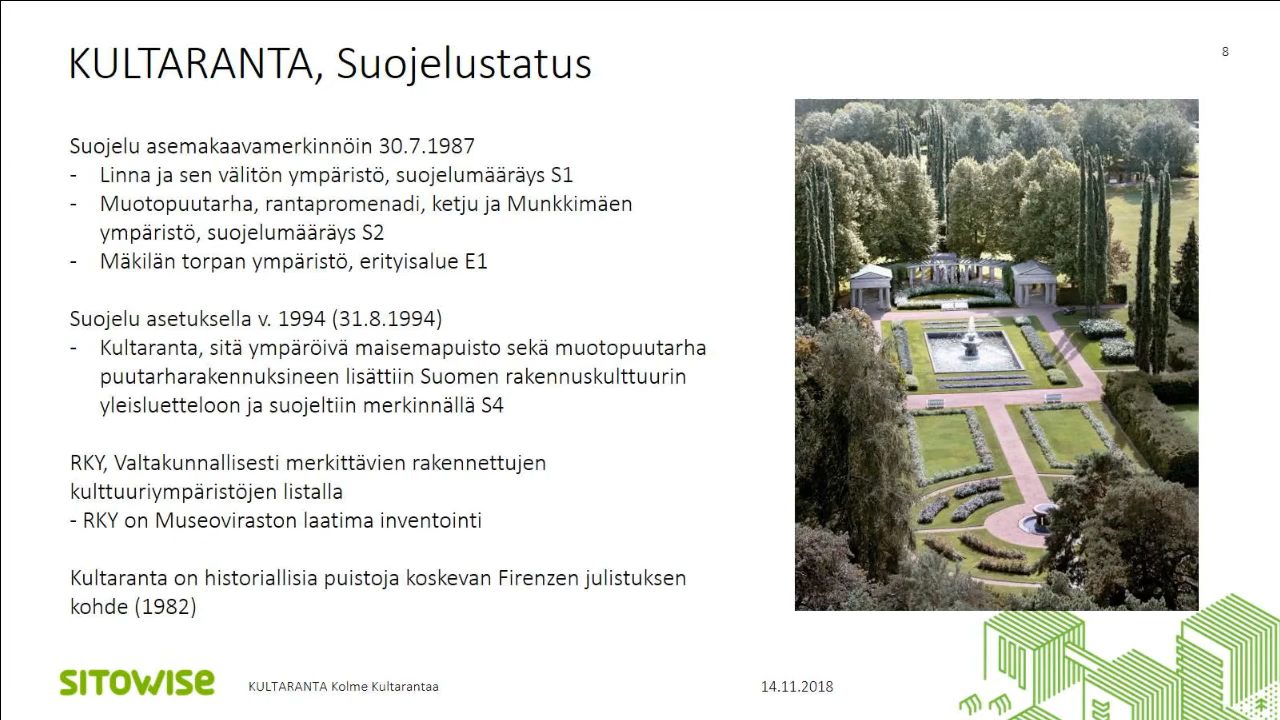 KULTARANTA, Suojelustatus
8
Suojelu asemakaavamerkinnöin 30.7.1987
- Linna ja sen välitön ympäristö, suojelumääräys S1
- Muotopuutarha, rantapromenadi, ketju ja Munkkimäen
ympäristö, suojelumääräys S2
- Mäkilän torpan ympäristö, erityisalue E1
Suojelu asetuksella v. 1994 (31.8.1994)
- Kultaranta, sitä ympäröivä maisemapuisto sekä muotopuutarha
puutarharakennuksineen lisättiin Suomen rakennuskulttuurin
yleisluetteloon ja suojeltiin merkinnällä S4
RKY, Valtakunnallisesti merkittävien rakennettujen
kulttuuriympäristöjen listalla
- RKY on Museoviraston laatima inventointi
Kultaranta on historiallisia puistoja koskevan Firenzen julistuksen
kohde (1982)
SITOWISE
KULTARANTA Kolme Kultarantaa
14.11.2018